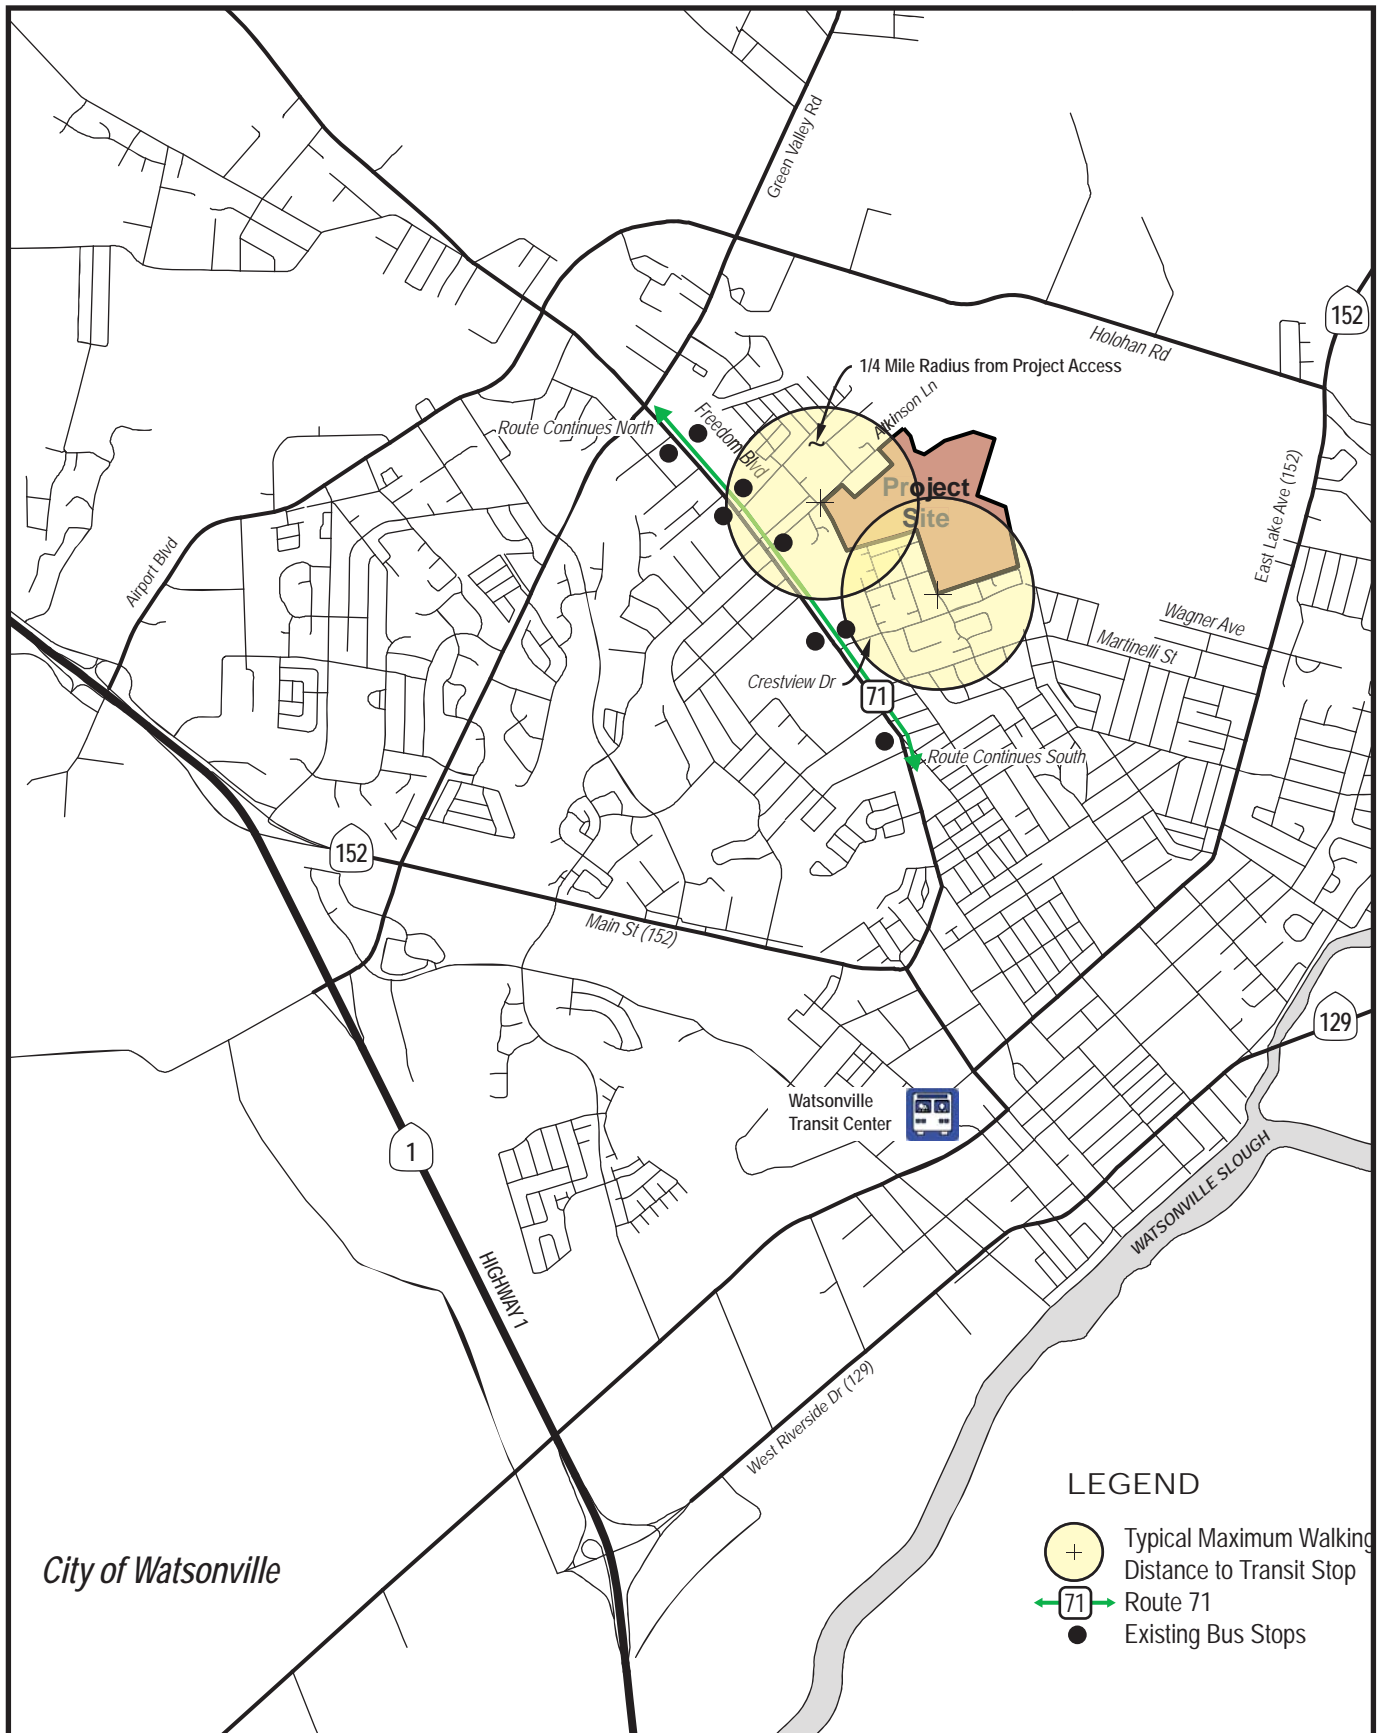 Green Valley Rd
152
Holohan Rd
1/4 Mile Radius from Project Access
Atkinson Ln
Freedom Blvd
Route Continues North
Project
Site
East Lake Ave (152)
Airport Blvd
Wagner Ave
Martinelli St
Crestview Dr
71
Route Continues South
152
Main St (152)
129
Watsonville
Transit Center
1
WATSONVILLE SLOUGH
HIGHWAY 1
West Riverside Dr (129)
LEGEND
Typical Maximum Walking
Distance to Transit Stop
71
Route 71
Existing Bus Stops
City of Watsonville